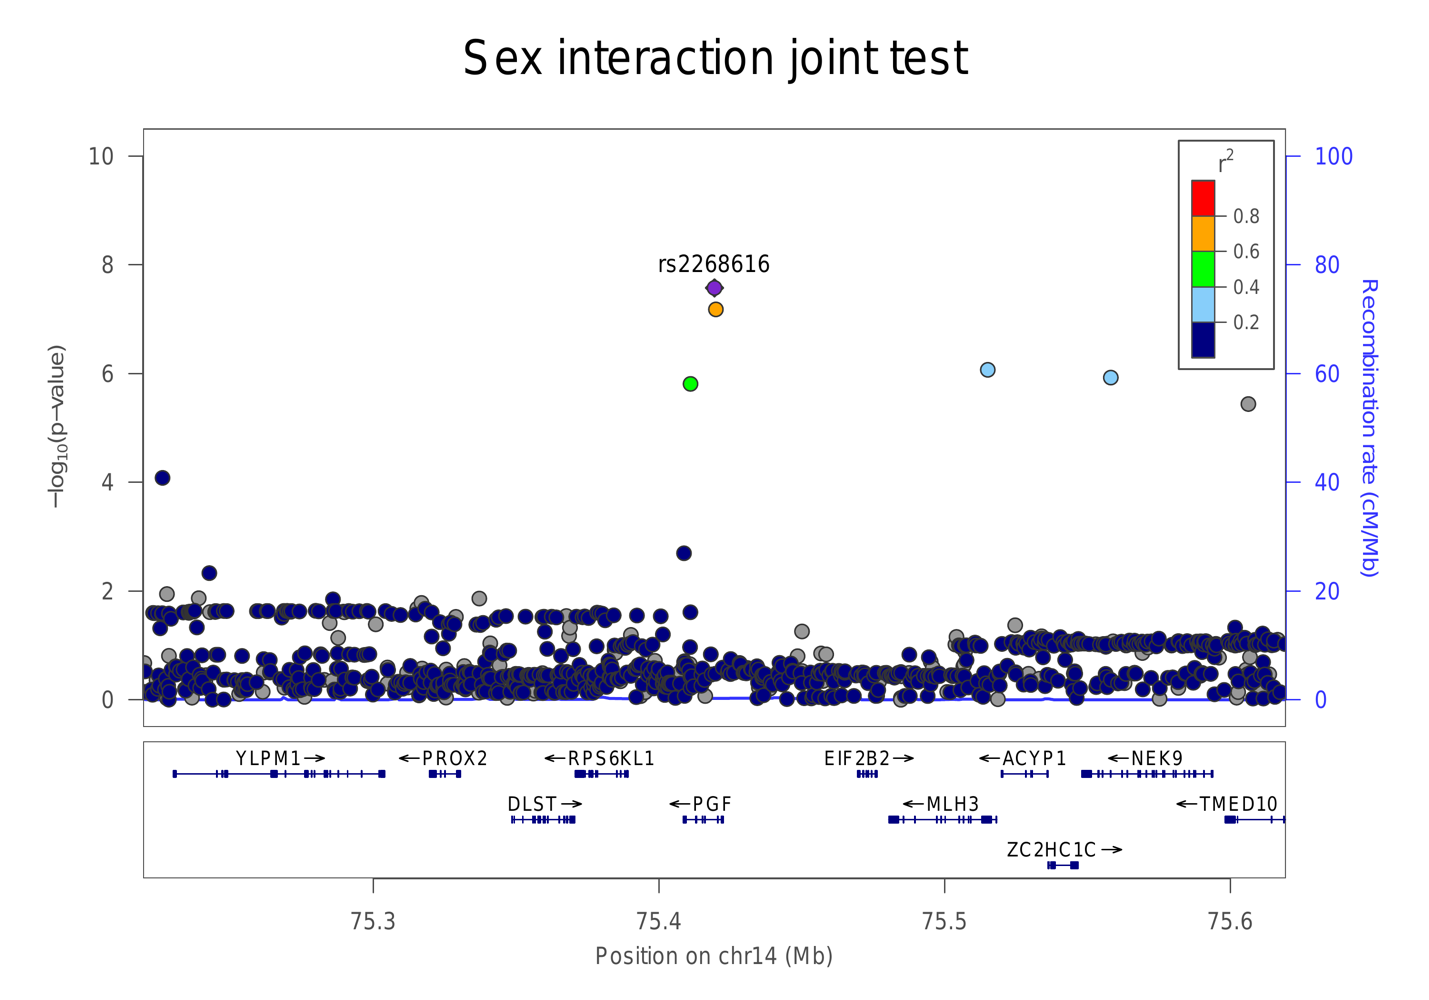 Sex interaction joint test
10
8
6
4
2
0
−log10(p−value)
rs2268616
r2
0.8
0.6
0.4
0.2
100
80
60
40
20
0
Recombination rate (cM/Mb)
YLPM1→ ←PROX2 ←RPS6KL1 EIF2B2→ ←ACYP1 ←NEK9
DLST→ ←PGF ←MLH3 ←TMED10
ZC2HC1C→
75.3 75.4 75.5 75.6
Position on chr14 (Mb)